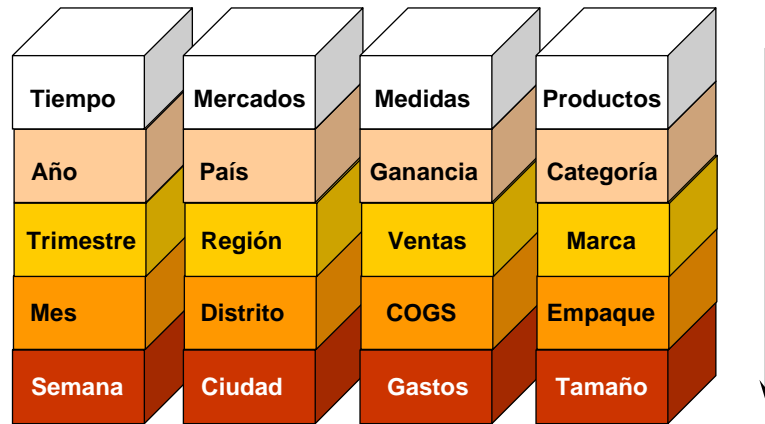 Tiempo Mercados Medidas Productos
Año País Ganancia Categoría
Trimestre Región Ventas Marca
Mes Distrito COGS Empaque
Semana Ciudad Gastos Tamaño